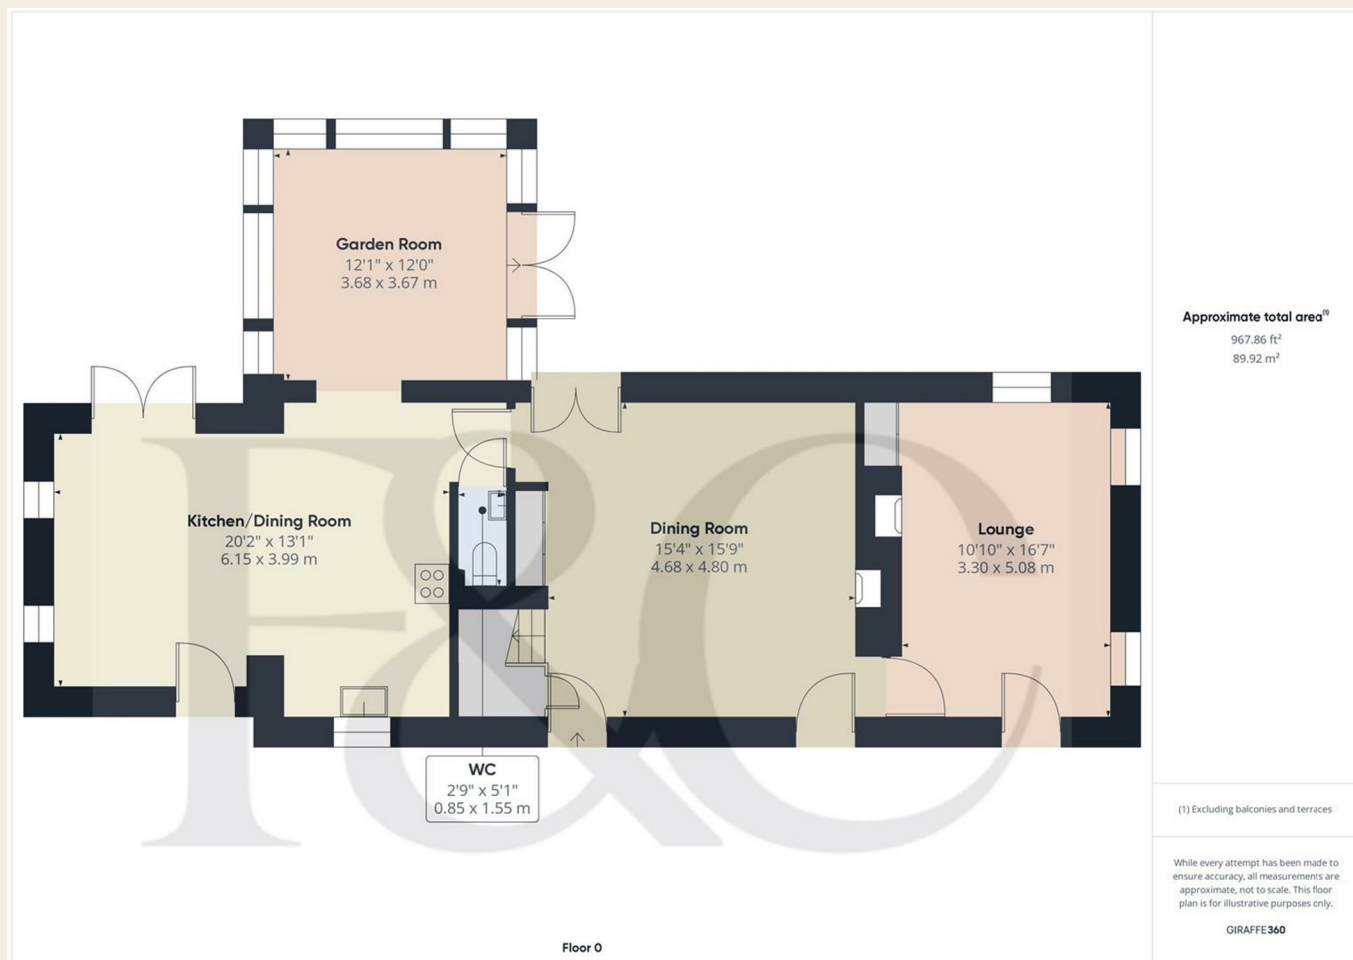 Garden Room
12'1" x 12'0"
3.68 x 3.67 m
Kitchen/Dining Room
20'2" x 13'1"
6.15 x 3.99 m
Dining Room
15'4" x 15'9"
4.68 x 4.80 m
Lounge
10'10" x 16'7"
3.30 x 5.08 m
WC
2'9" x 5'1"
0.85 x 1.55 m
F&C
Floor 0
Approximate total area(1)
967.86 ft²
89.92 m²
(1) Excluding balconies and terraces
While every attempt has been made to
ensure accuracy, all measurements are
approximate, not to scale. This floor
plan is for illustrative purposes only.
GIRAFFE360